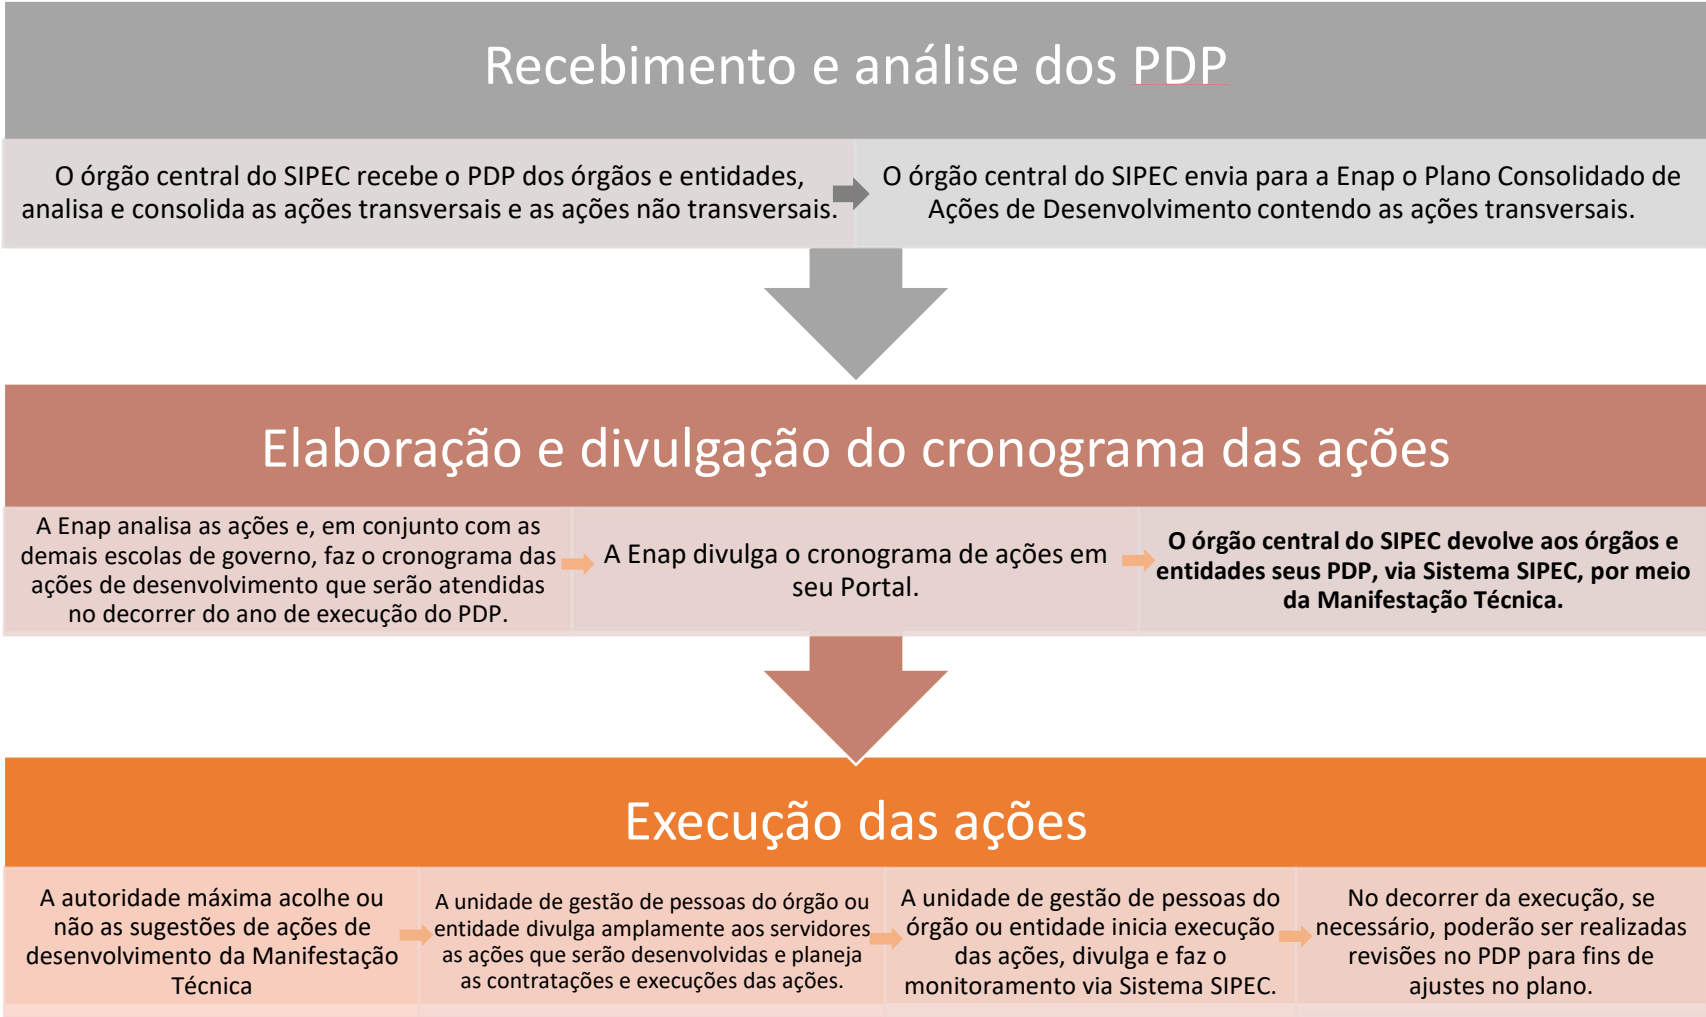 Recebimento e análise dos PDP
O órgão central do SIPEC recebe o PDP dos órgãos e entidades,
analisa e consolida as ações transversais e as ações não transversais.
O órgão central do SIPEC envia para a Enap o Plano Consolidado de
Ações de Desenvolvimento contendo as ações transversais.
Elaboração e divulgação do cronograma das ações
A Enap analisa as ações e, em conjunto com as
demais escolas de governo, faz o cronograma das
ações de desenvolvimento que serão atendidas
no decorrer do ano de execução do PDP.
A Enap divulga o cronograma de ações em
seu Portal.
O órgão central do SIPEC devolve aos órgãos e
entidades seus PDP, via Sistema SIPEC, por meio
da Manifestação Técnica.
Execução das ações
A autoridade máxima acolhe ou
não as sugestões de ações de
desenvolvimento da Manifestação
Técnica
A unidade de gestão de pessoas do órgão ou
entidade divulga amplamente aos servidores
as ações que serão desenvolvidas e planeja
as contratações e execuções das ações.
A unidade de gestão de pessoas do
órgão ou entidade inicia execução
das ações, divulga e faz o
monitoramento via Sistema SIPEC.
No decorrer da execução, se
necessário, poderão ser realizadas
revisões no PDP para fins de
ajustes no plano.